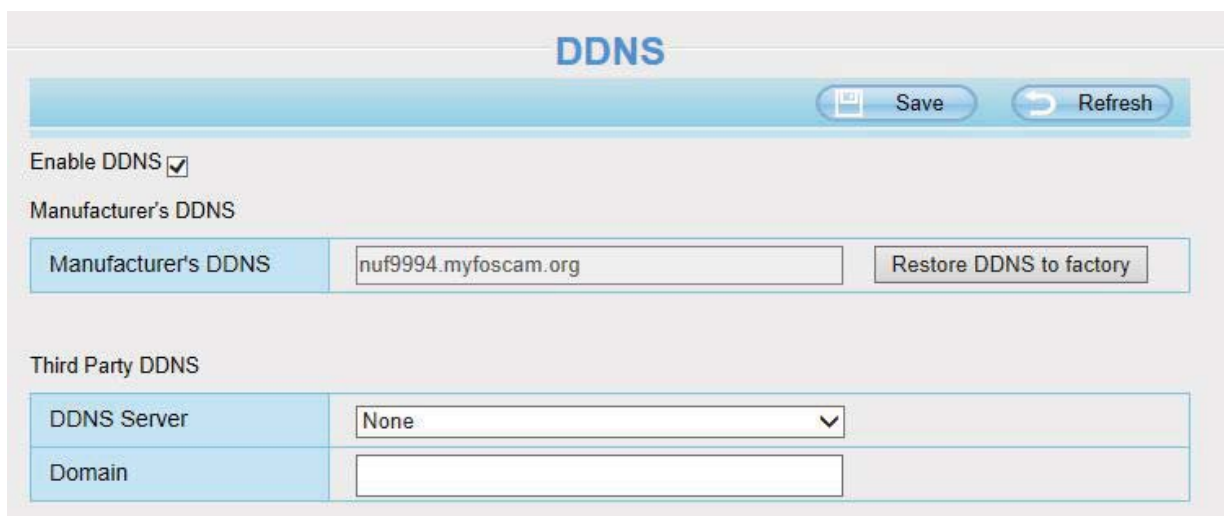 DDNS
Save Refresh
Enable DDNS
Manufacturer's DDNS
Manufacturer's DDNS nuf9994.myfoscam.org Restore DDNS to factory
Third Party DDNS
DDNS Server None
Domain